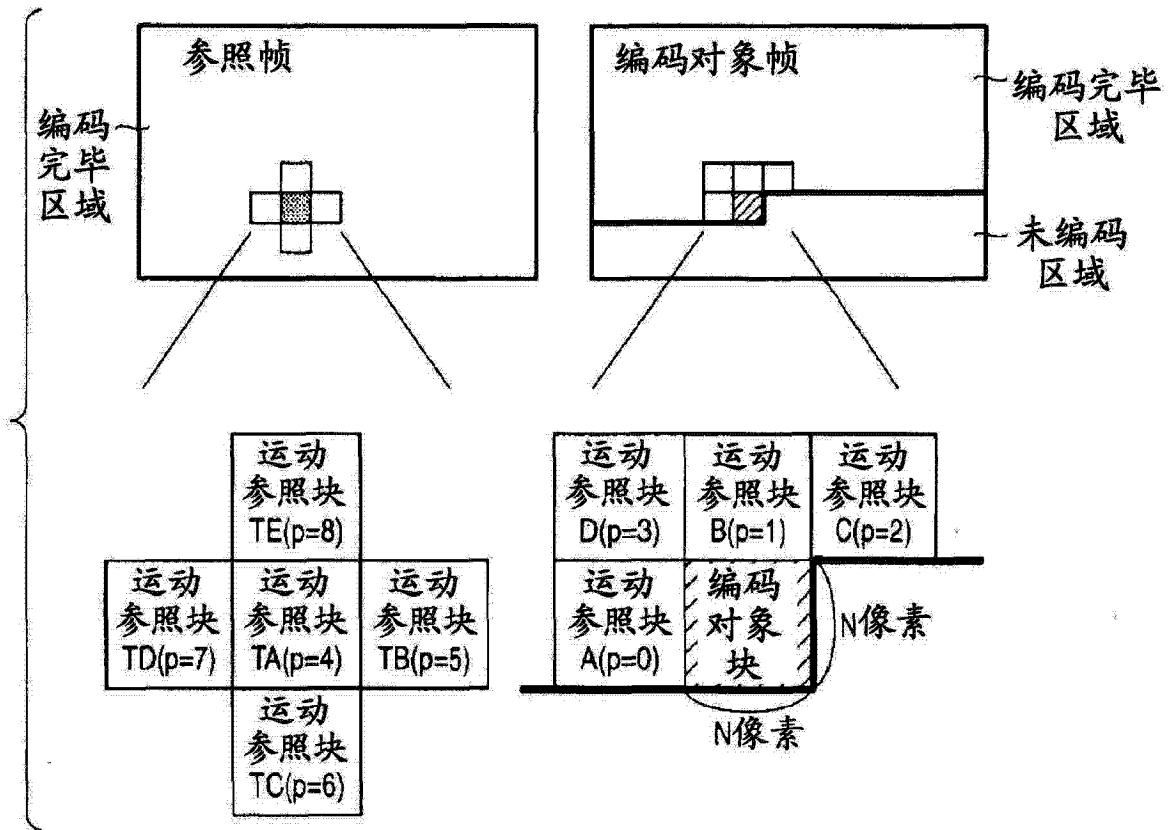 参照帧
编码对象帧
编码
完毕
区域
编码完毕
区域
未编码
区域
运动
参照块
TE(p=8)
运动
参照块
TD(p=7)
运动
参照块
TA(p=4)
运动
参照块
TB(p=5)
运动
参照块
TC(p=6)
运动
参照块
D(p=3)
运动
参照块
B(p=1)
运动
参照块
C(p=2)
运动
参照块
A(p=0)
编码
对象
块
N像素
N像素